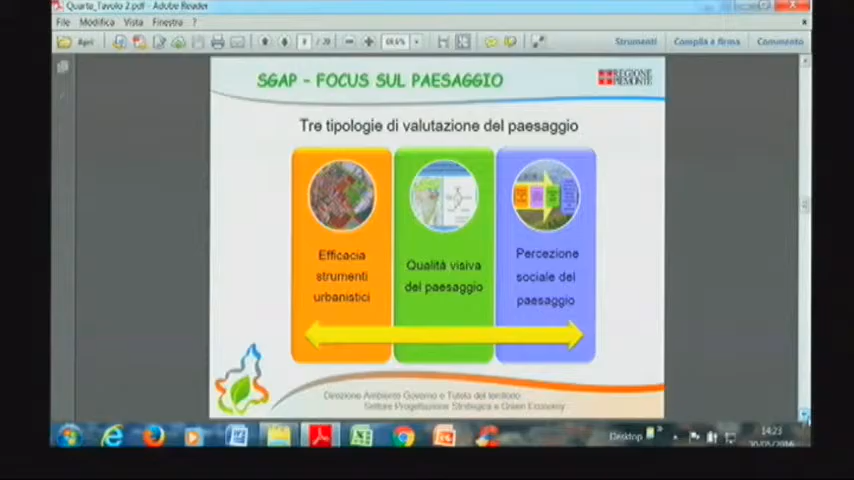 Quarta_Tavolo 2.pdf - Adobe Reader
File Modifica Vista Finestra ?
Apri
Strumenti Compila e firma Commento
SGAP - FOCUS SUL PAESAGGIO
REGIONE
PIEMONTE
Tre tipologie di valutazione del paesaggio
Efficacia
strumenti
urbanistici
Qualità visiva
del paesaggio
Percezione
sociale del
paesaggio
Direzione Ambiente Governo e Tutela del territorio
Settore Progettazione Strategica e Green Economy
Desktop
14:23